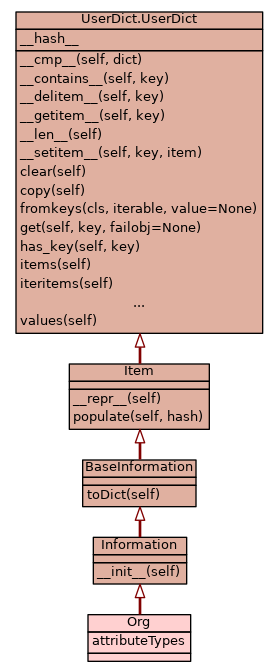 UserDict.UserDict
__hash__
__cmp__(self, dict)
__contains__(self, key)
__delitem__(self, key)
__getitem__(self, key)
__len__(self)
__setitem__(self, key, item)
clear(self)
copy(self)
fromkeys(cls, iterable, value=None)
get(self, key, failobj=None)
has_key(self, key)
items(self)
iteritems(self)
...
values(self)
Item
__repr__(self)
populate(self, hash)
BaseInformation
toDict(self)
Information
__init__(self)
Org
attributeTypes